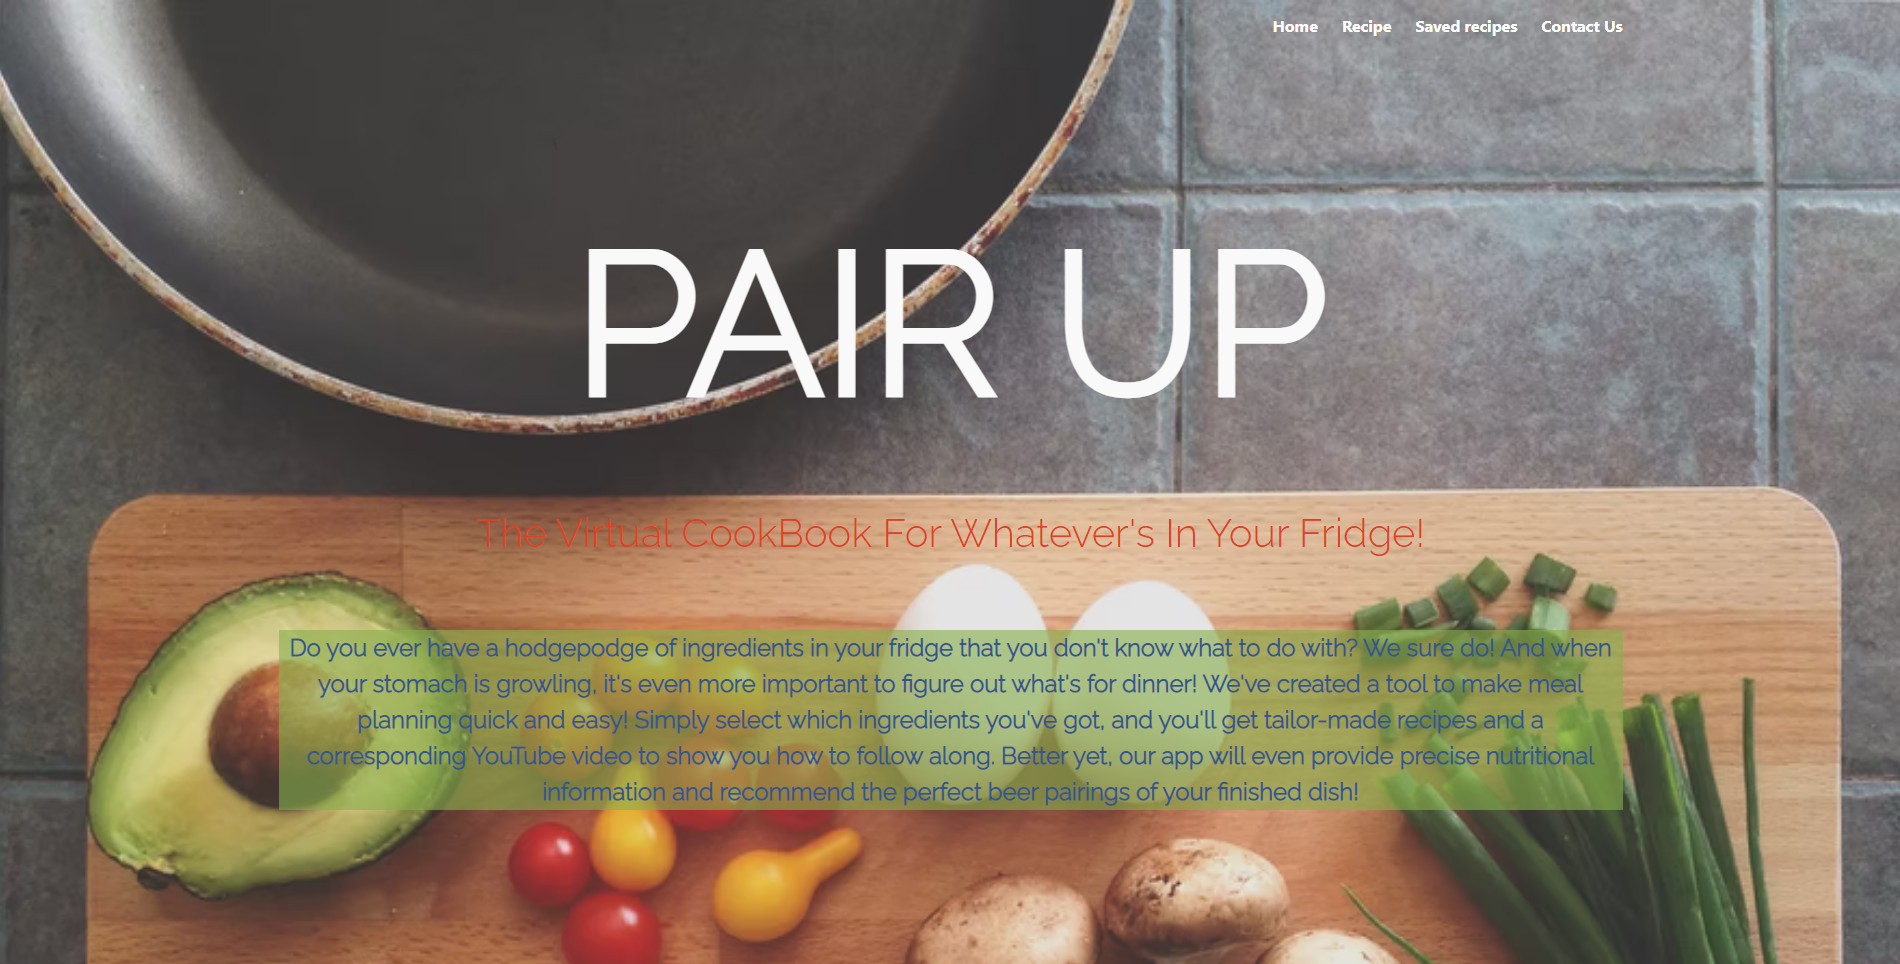 Home Recipe Saved recipes Contact Us
PAIR UP
The Virtual CookBook For Whatever's In Your Fridge!
Do you ever have a hodgepodge of ingredients in your fridge that you don't know what to do with? We sure do! And when
your stomach is growling, it's even more important to figure out what's for dinner! We've created a tool to make meal
planning quick and easy! Simply select which ingredients you've got, and you'll get tailor-made recipes and a
corresponding YouTube video to show you how to follow along. Better yet, our app will even provide precise nutritional
information and recommend the perfect beer pairings of your finished dish!